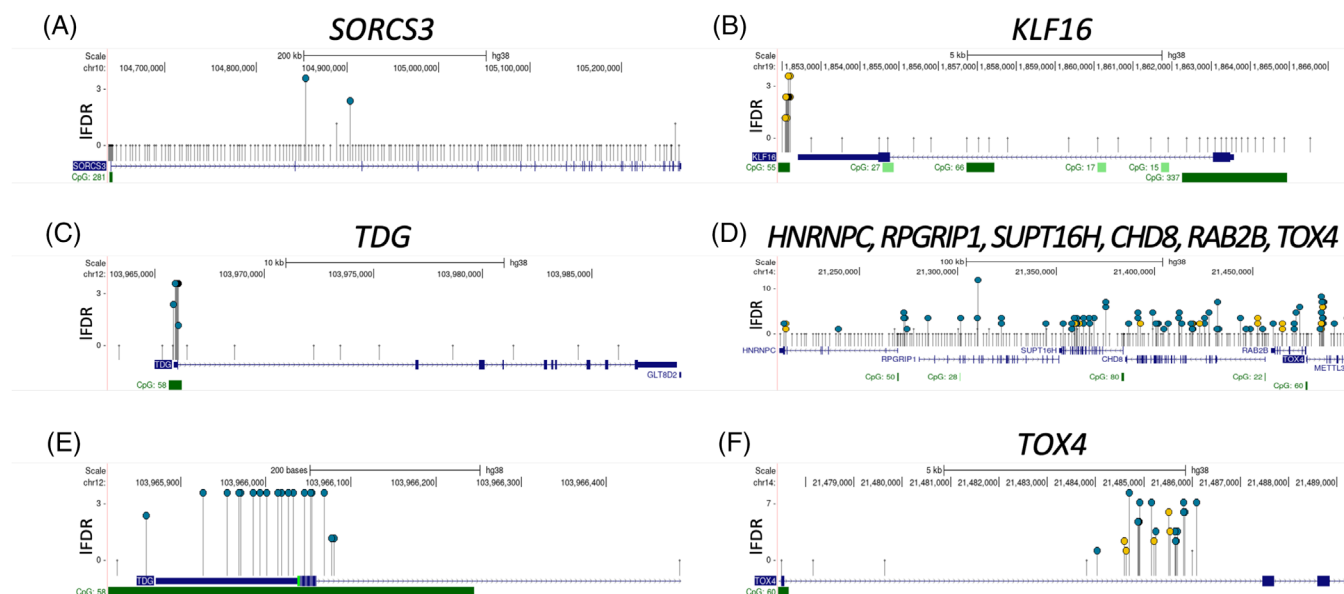 (A) SORCS3
Scale 200 kb hg38
chr10: 104,700,000 104,800,000 104,900,000 105,000,000 105,100,000 105,200,000
3
IFDR
0
SORCS3
CpG: 281
(B) KLF16
Scale 5 kb hg38
chr19: 1,853,000 1,854,000 1,855,000 1,856,000 1,857,000 1,858,000 1,859,000 1,860,000 1,861,000 1,862,000 1,863,000 1,864,000 1,865,000 1,866,000
3
IFDR
0
KLF16
CpG: 55 CpG: 27 CpG: 66 CpG: 17 CpG: 15
CpG: 337
(C) TDG
Scale 10 kb hg38
chr12: 103,965,000 103,970,000 103,975,000 103,980,000 103,985,000
3
IFDR
0
TDG
GLT8D2
CpG: 58
(D) HNRNPC, RPGRIP1, SUPT16H, CHD8, RAB2B, TOX4
Scale 100 kb hg38
chr14: 21,250,000 21,300,000 21,350,000 21,400,000 21,450,000
10
IFDR
0
HNRNPC SUPT16H RAB2B
RPGRIP1 CHD8 TOX4
METTL3
CpG: 50 CpG: 28 CpG: 80 CpG: 22
CpG: 60
(E)
Scale 200 bases hg38
chr12: 103,965,900 103,966,000 103,966,100 103,966,200 103,966,300 103,966,400
3
IFDR
0
TDG
CpG: 58
(F) TOX4
Scale 5 kb hg38
chr14: 21,479,000 21,480,000 21,481,000 21,482,000 21,483,000 21,484,000 21,485,000 21,486,000 21,487,000 21,488,000 21,489,000
7
IFDR
0
TOX4
CpG: 60